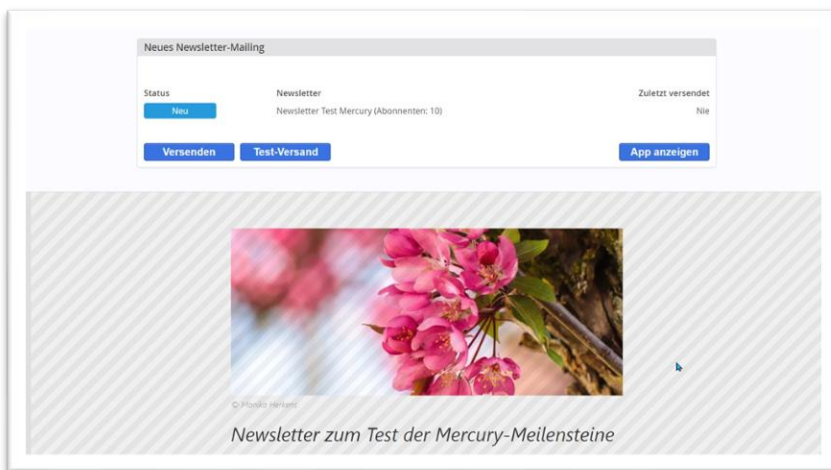 Neues Newsletter-Mailing
Status Newsletter Zuletzt versendet
Neu Newsletter Test Mercury (Abonnenten: 10) Nie
Versenden Test-Versand App anzeigen
© Monika Herkens
Newsletter zum Test der Mercury-Meilensteine